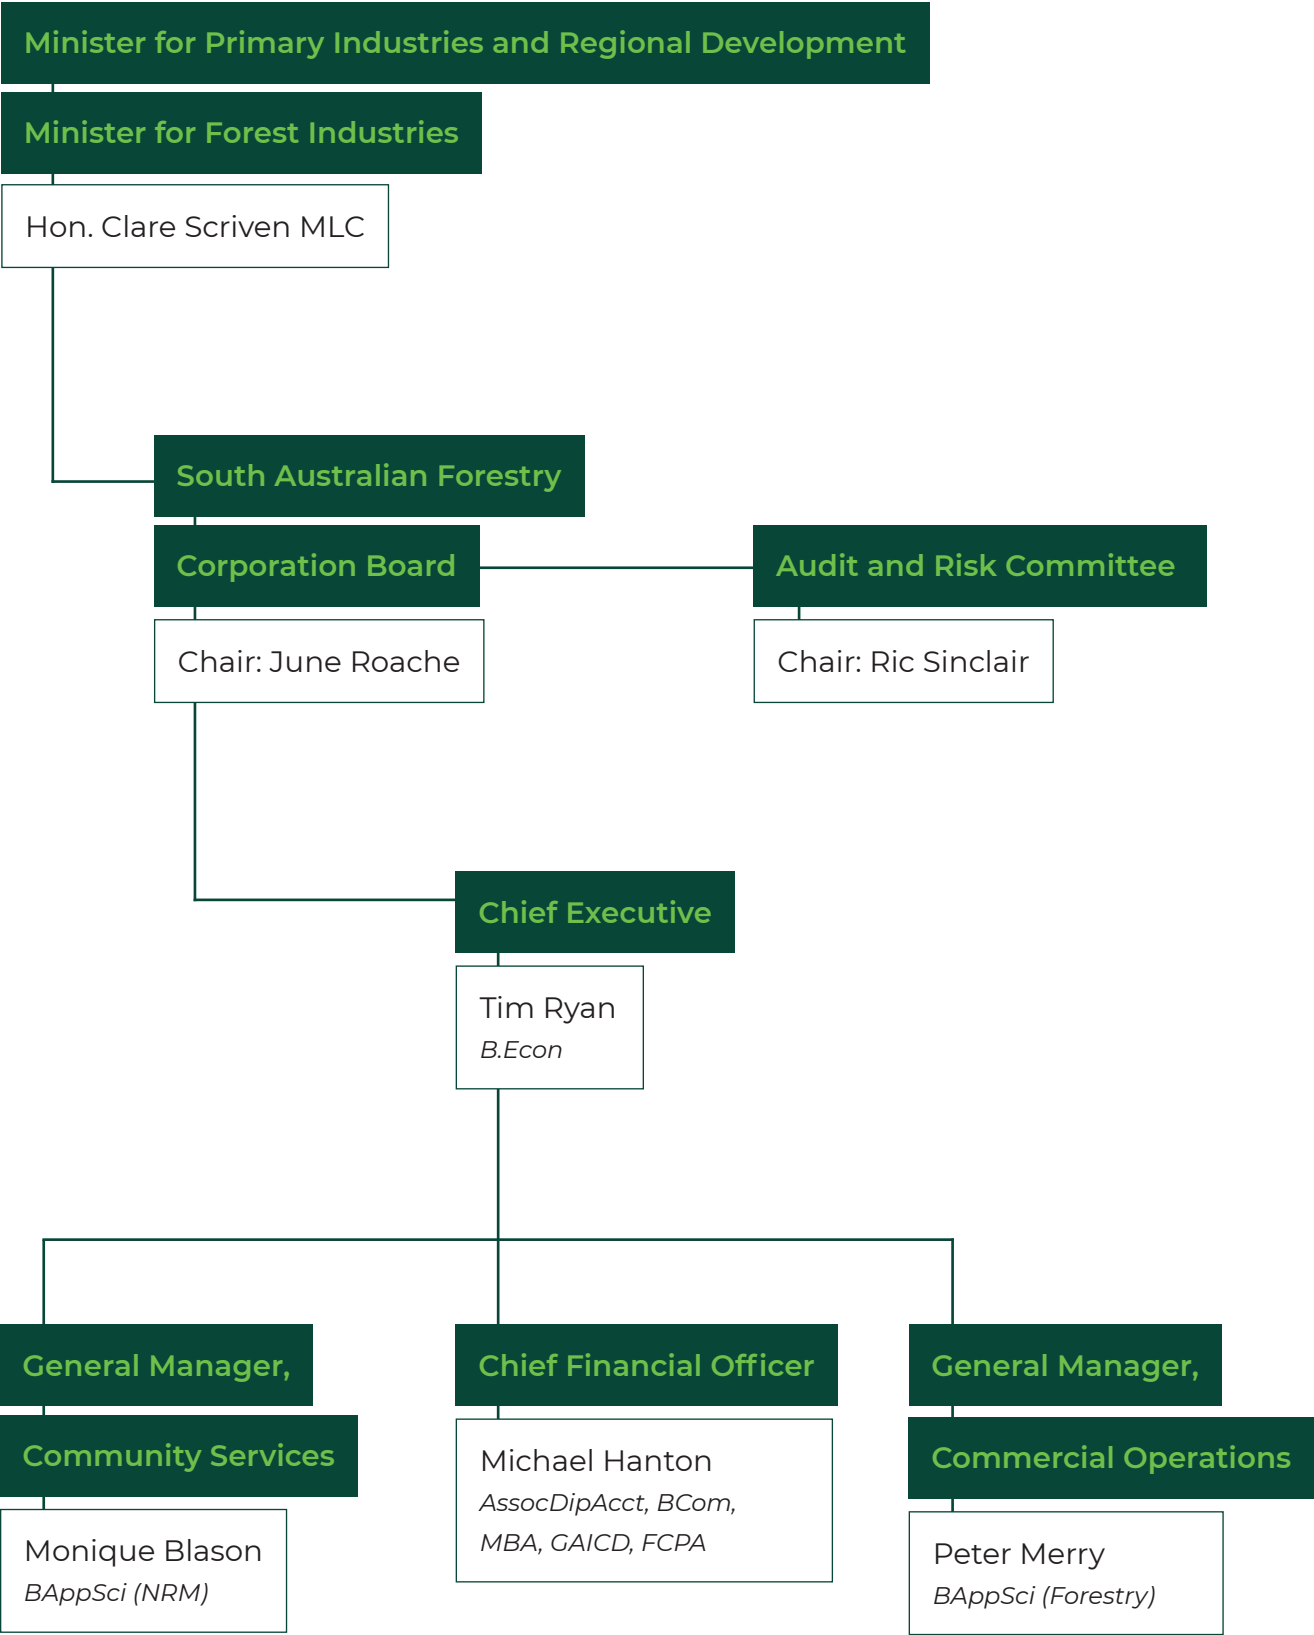 Minister for Primary Industries and Regional Development
Minister for Forest Industries
Hon. Clare Scriven MLC
South Australian Forestry
Corporation Board
Chair: June Roache
Audit and Risk Committee
Chair: Ric Sinclair
Chief Executive
Tim Ryan
B.Econ
General Manager,
Community Services
Monique Blason
BAppSci (NRM)
Chief Financial Officer
Michael Hanton
AssocDipAcct, BCom,
MBA, GAICD, FCPA
General Manager,
Commercial Operations
Peter Merry
BAppSci (Forestry)